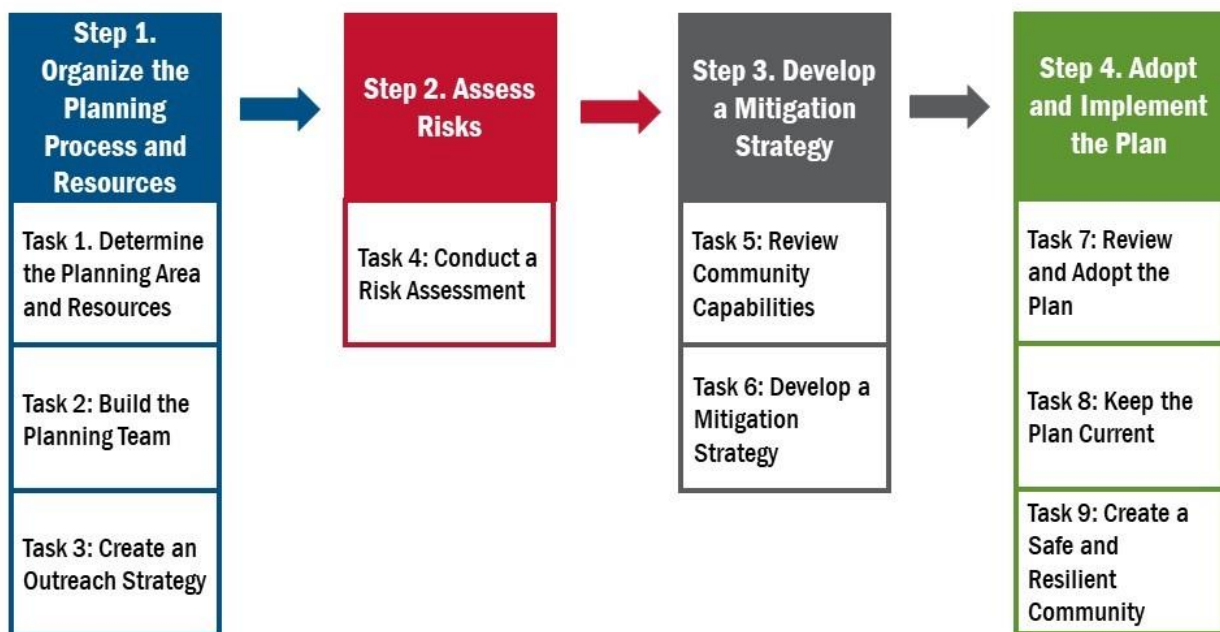 Step 1.
Organize the
Planning
Process and
Resources
Task 1. Determine
the Planning Area
and Resources
Task 2: Build the
Planning Team
Task 3: Create an
Outreach Strategy
Step 2. Assess
Risks
Task 4: Conduct a
Risk Assessment
Step 3. Develop
a Mitigation
Strategy
Task 5: Review
Community
Capabilities
Task 6: Develop a
Mitigation
Strategy
Step 4. Adopt
and Implement
the Plan
Task 7: Review
and Adopt the
Plan
Task 8: Keep the
Plan Current
Task 9: Create a
Safe and
Resilient
Community